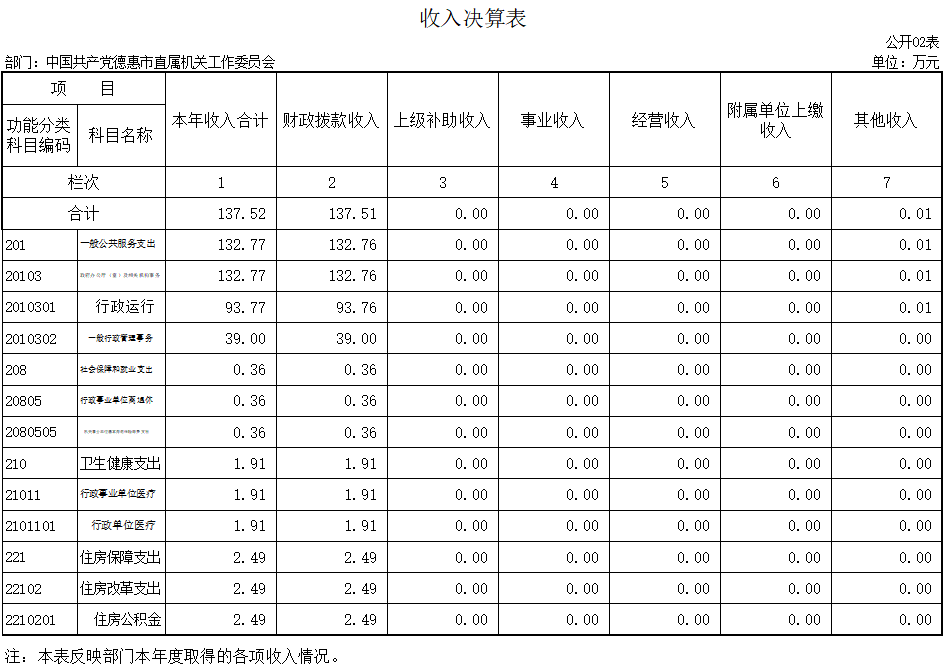 收入决算表
公开02表
部门：中国共产党德惠市直属机关工作委员会 单位：万元
项 目 本年收入合计 财政拨款收入 上级补助收入 事业收入 经营收入 附属单位上缴收入 其他收入
功能分类科目编码 科目名称
栏次 1 2 3 4 5 6 7
合计 137.52 137.51 0.00 0.00 0.00 0.00 0.01
201 一般公共服务支出 132.77 132.76 0.00 0.00 0.00 0.00 0.01
20103 政府办公厅（室）及相关机构事务 132.77 132.76 0.00 0.00 0.00 0.00 0.01
2010301 行政运行 93.77 93.76 0.00 0.00 0.00 0.00 0.01
2010302 一般行政管理事务 39.00 39.00 0.00 0.00 0.00 0.00 0.00
208 社会保障和就业支出 0.36 0.36 0.00 0.00 0.00 0.00 0.00
20805 行政事业单位离退休 0.36 0.36 0.00 0.00 0.00 0.00 0.00
2080505 0.36 0.36 0.00 0.00 0.00 0.00 0.00
210 卫生健康支出 1.91 1.91 0.00 0.00 0.00 0.00 0.00
21011 行政事业单位医疗 1.91 1.91 0.00 0.00 0.00 0.00 0.00
2101101 行政单位医疗 1.91 1.91 0.00 0.00 0.00 0.00 0.00
221 住房保障支出 2.49 2.49 0.00 0.00 0.00 0.00 0.00
22102 住房改革支出 2.49 2.49 0.00 0.00 0.00 0.00 0.00
2210201 住房公积金 2.49 2.49 0.00 0.00 0.00 0.00 0.00
注：本表反映部门本年度取得的各项收入情况。